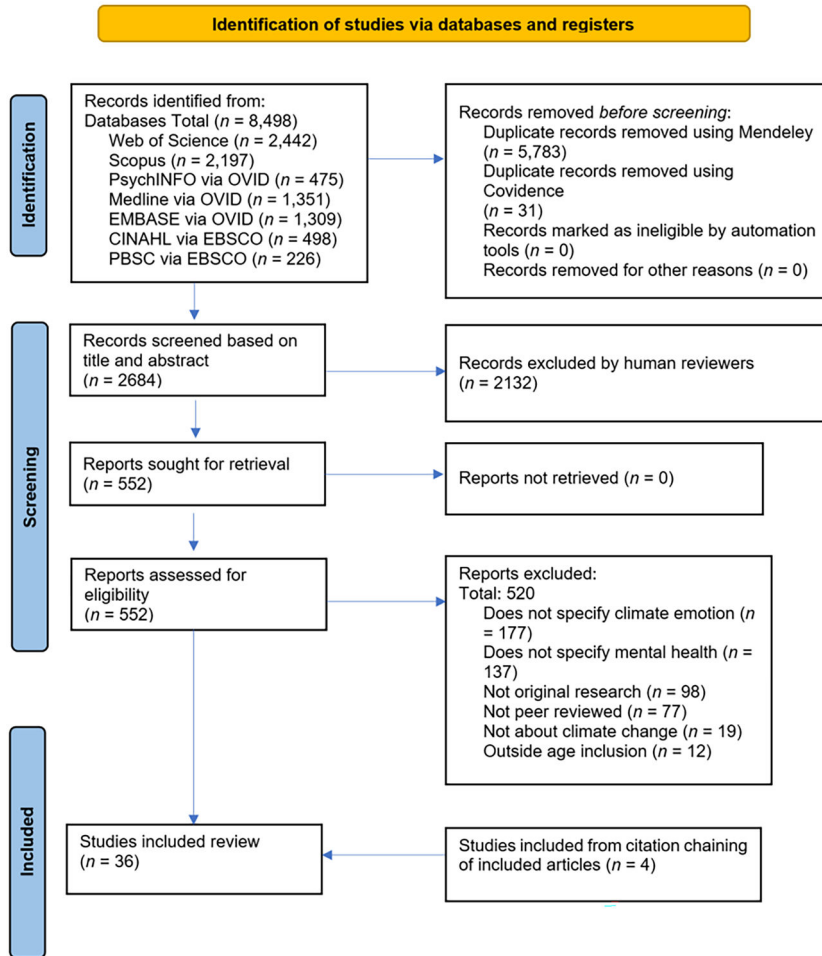 Identification of studies via databases and registers
Identification
Records identified from:
Databases Total (n = 8,498)
Web of Science (n = 2,442)
Scopus (n = 2,197)
PsychINFO via OVID (n = 475)
Medline via OVID (n = 1,351)
EMBASE via OVID (n = 1,309)
CINAHL via EBSCO (n = 498)
PBSC via EBSCO (n = 226)
Records removed before screening:
Duplicate records removed using Mendeley
(n = 5,783)
Duplicate records removed using
Covidence
(n = 31)
Records marked as ineligible by automation
tools (n = 0)
Records removed for other reasons (n = 0)
Screening
Records screened based on
title and abstract
(n = 2684)
Records excluded by human reviewers
(n = 2132)
Reports sought for retrieval
(n = 552)
Reports not retrieved (n = 0)
Reports assessed for
eligibility
(n = 552)
Reports excluded:
Total: 520
Does not specify climate emotion (n
= 177)
Does not specify mental health (n =
137)
Not original research (n = 98)
Not peer reviewed (n = 77)
Not about climate change (n = 19)
Outside age inclusion (n = 12)
Included
Studies included review
(n = 36)
Studies included from citation chaining
of included articles (n = 4)